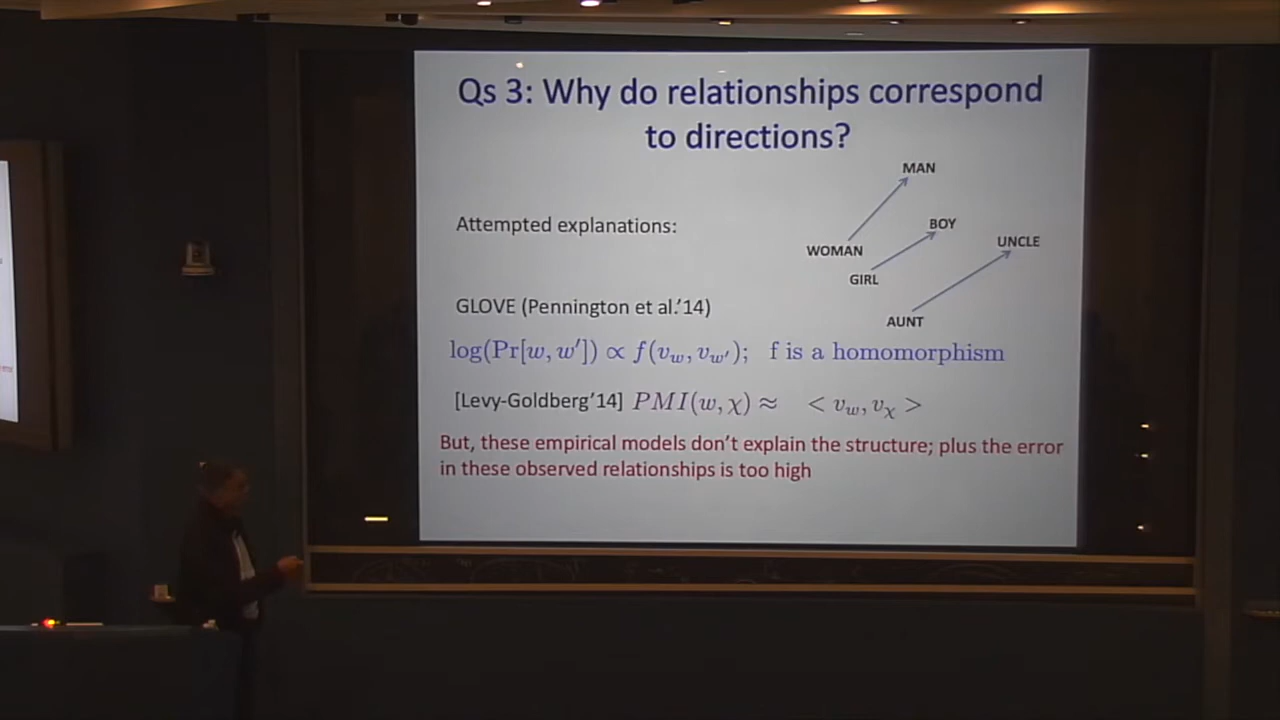 Qs 3: Why do relationships correspond
to directions?
MAN
Attempted explanations:
BOY
UNCLE
WOMAN
GIRL
GLOVE (Pennington et al.'14)
AUNT
log(Pr[w, w′]) ∝ f(v_w, v_w′); f is a homomorphism
[Levy-Goldberg'14] PMI(w, χ) ≈ < v_w, v_χ >
But, these empirical models don't explain the structure; plus the error
in these observed relationships is too high